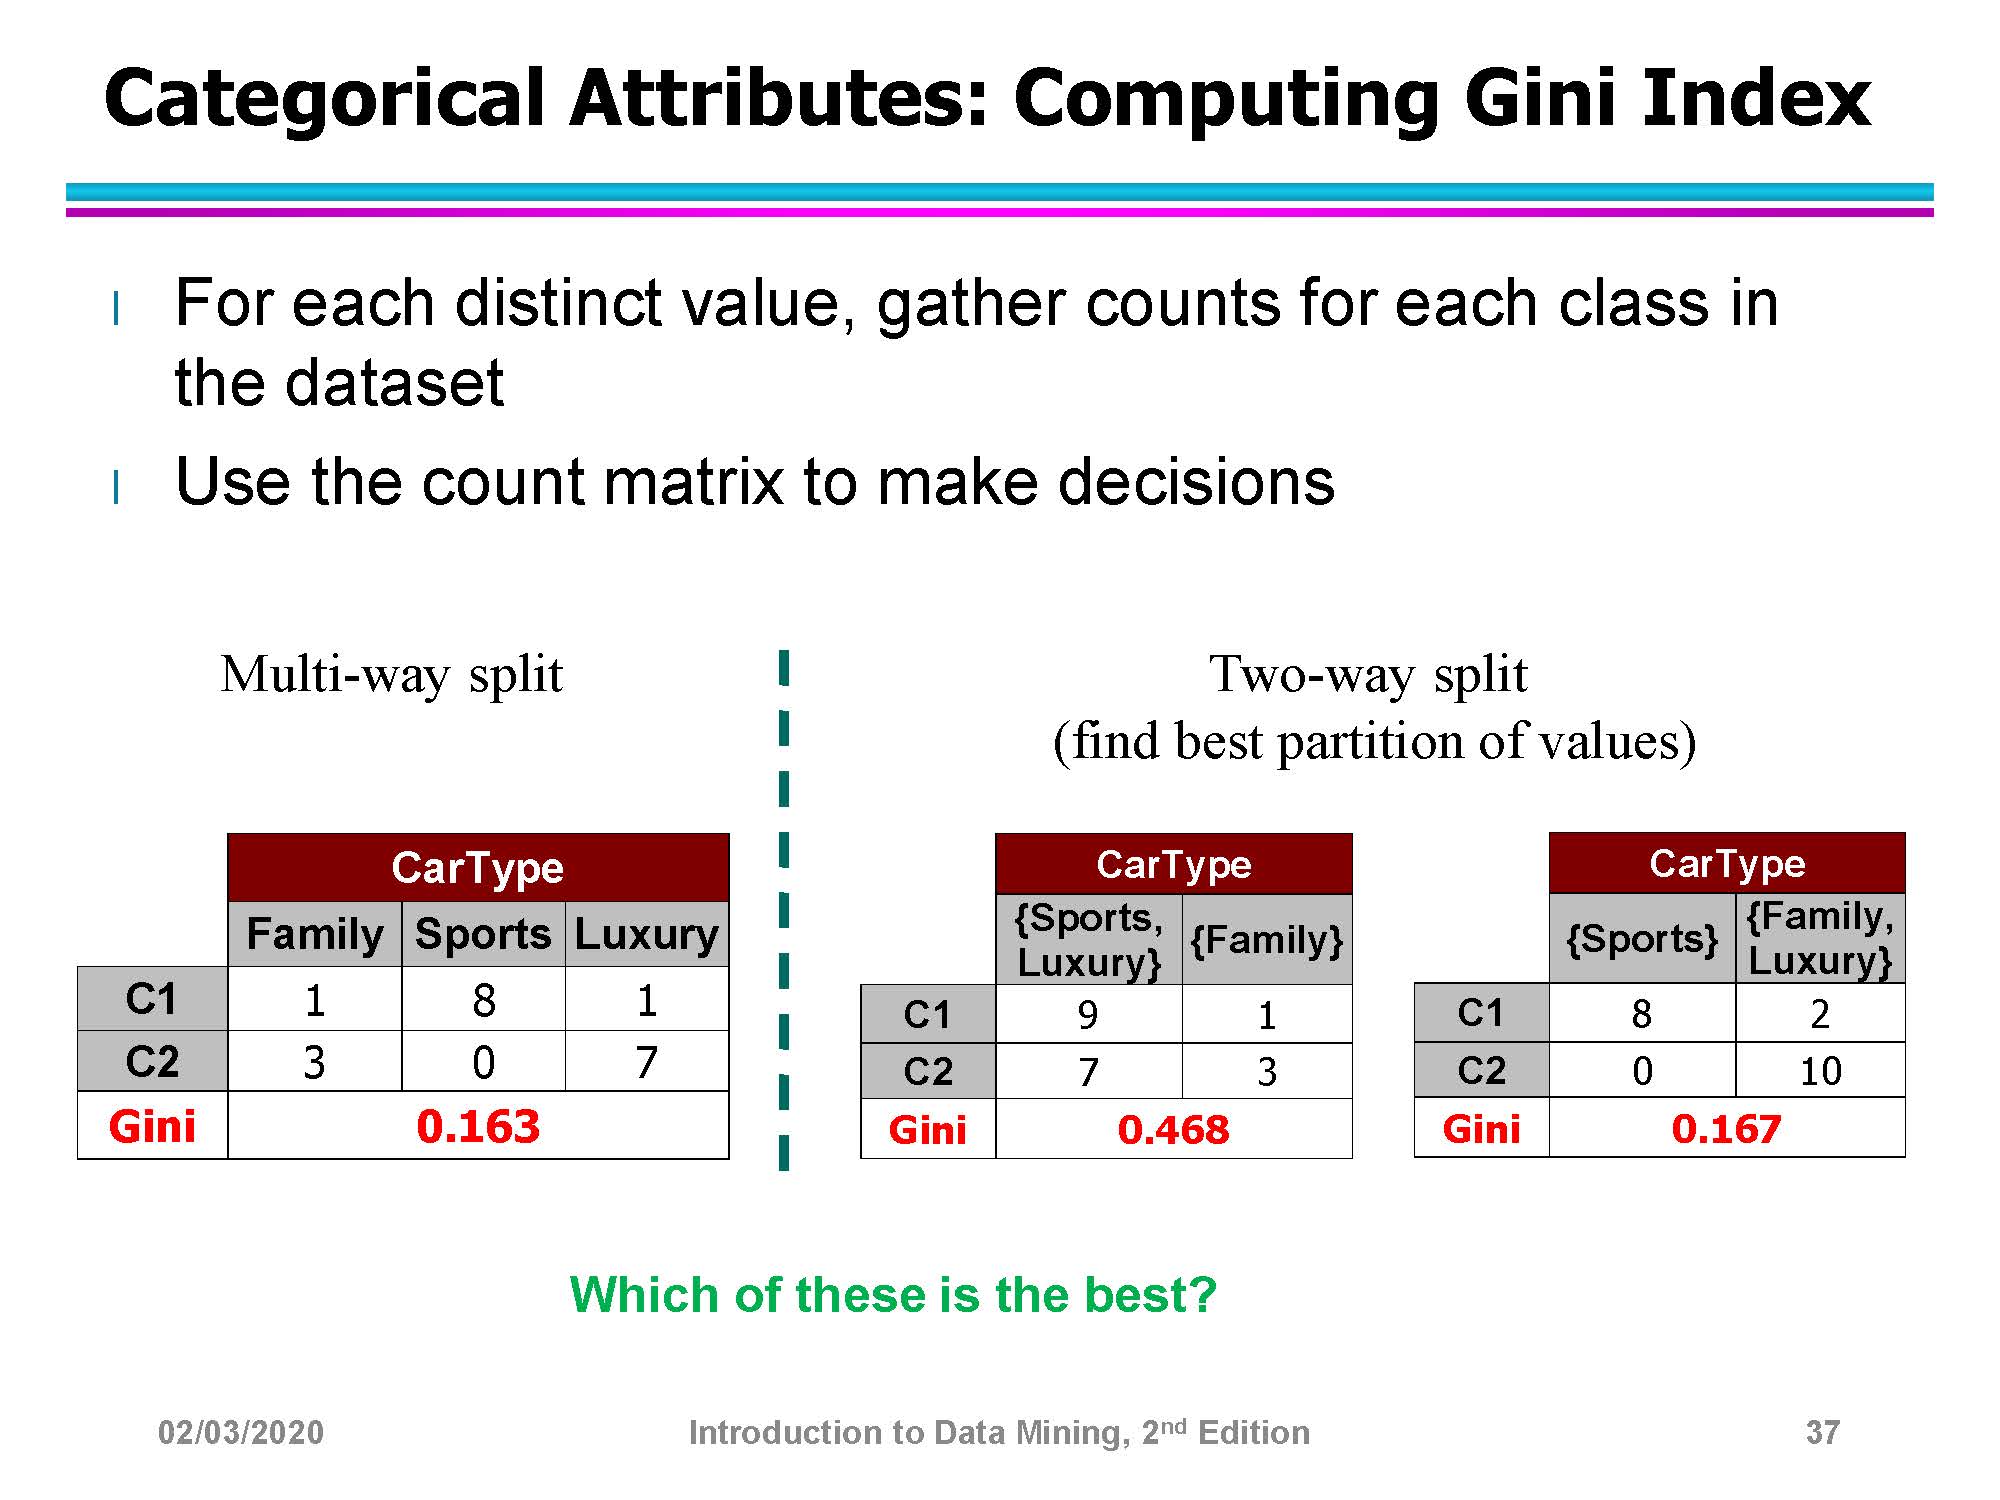 Categorical Attributes: Computing Gini Index
l For each distinct value, gather counts for each class in
the dataset
l Use the count matrix to make decisions
Multi-way split
CarType
Family Sports Luxury
C1 1 8 1
C2 3 0 7
Gini 0.163
Two-way split
(find best partition of values)
CarType
{Sports,
Luxury} {Family}
C1 9 1
C2 7 3
Gini 0.468
CarType
{Sports} {Family,
Luxury}
C1 8 2
C2 0 10
Gini 0.167
Which of these is the best?
02/03/2020 Introduction to Data Mining, 2nd Edition 37